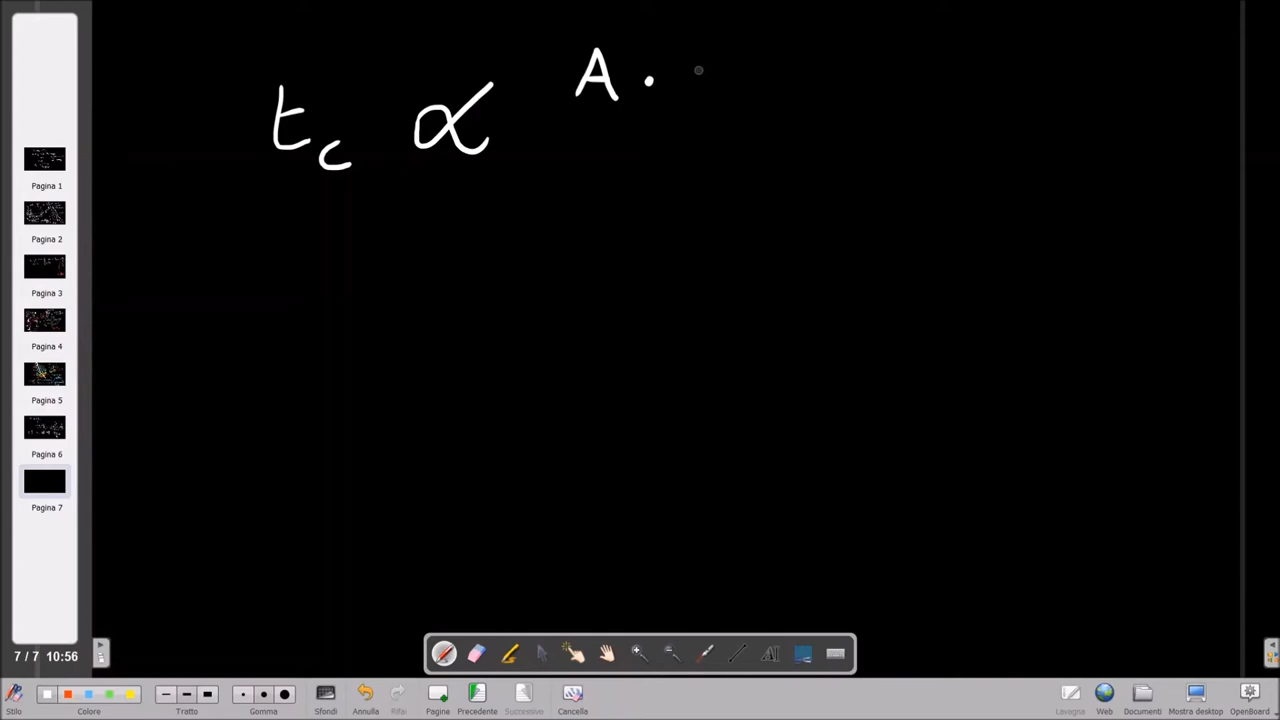 t_c ∝ A ·
Pagina 1
Pagina 2
Pagina 3
Pagina 4
Pagina 5
Pagina 6
Pagina 7
7 / 7 10:56
Stilo
Colore
Tratto
Gomma
Sfondi
Annulla
Rifai
Pagine
Precedente
Successivo
Cancella
Lavagna
Web
Documenti
Mostra desktop
OpenBoard